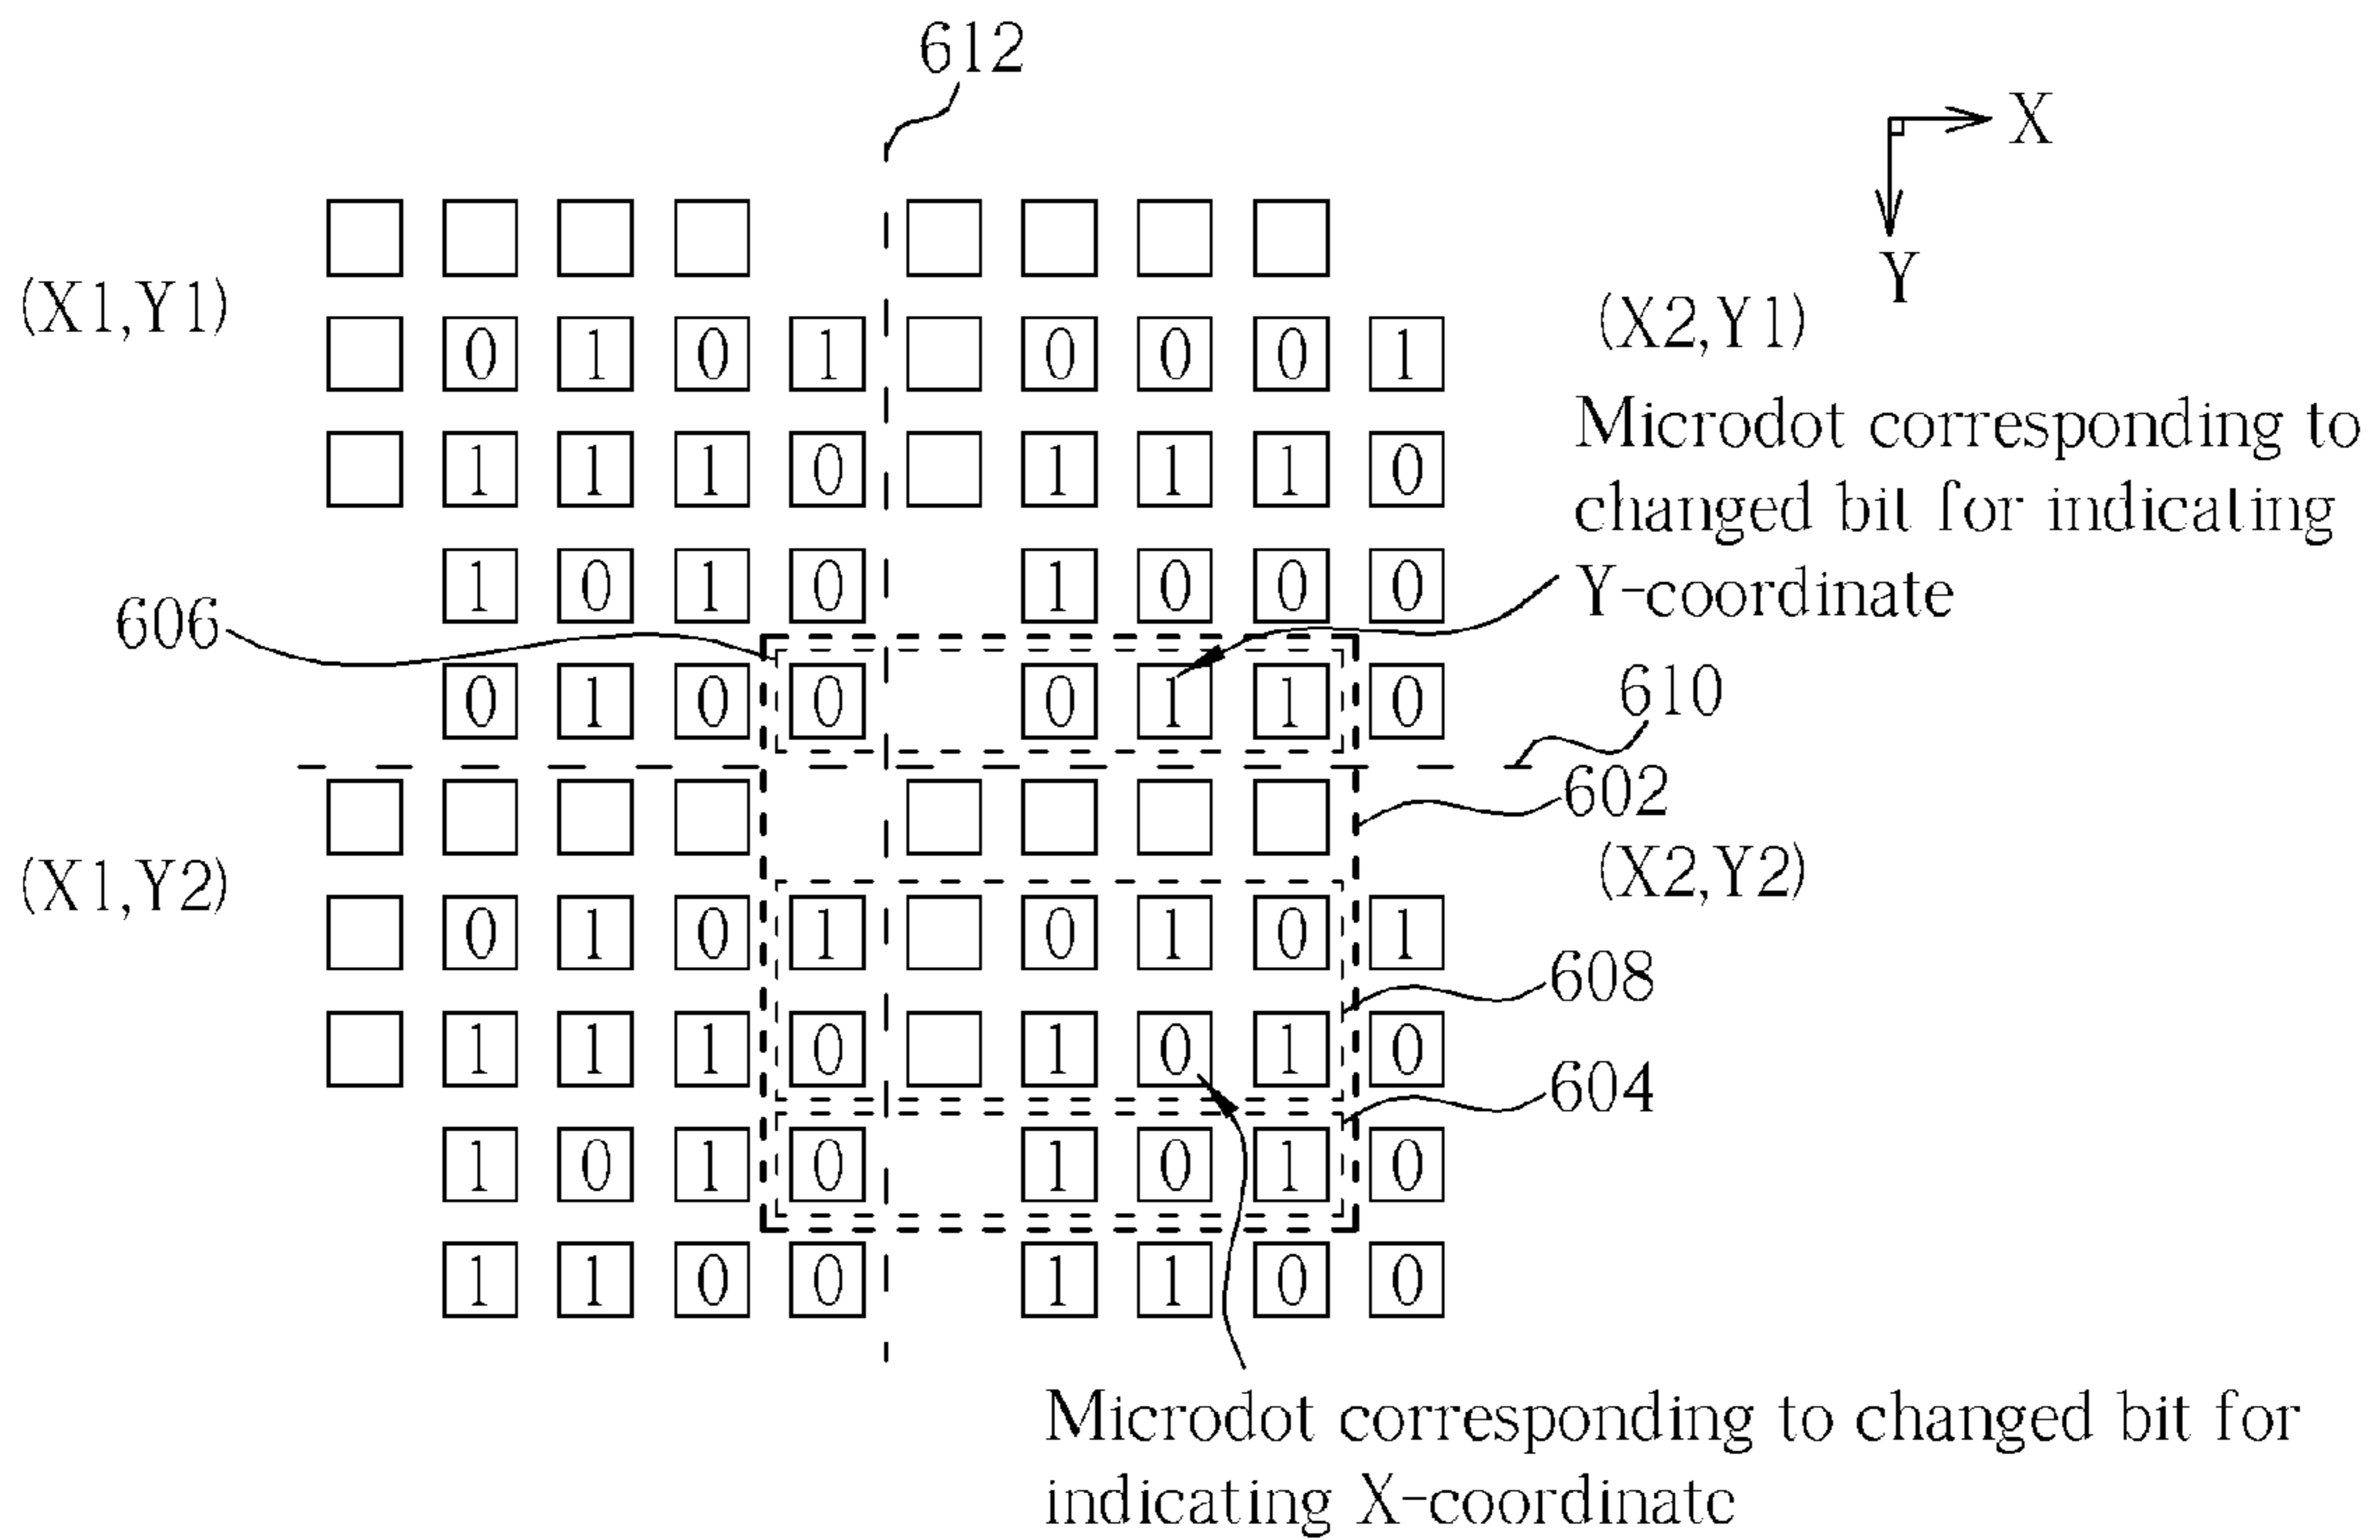 612
X
Y
(X1,Y1)
(X2,Y1)
0 1 0 1 0 0 0 1
Microdot corresponding to
changed bit for indicating
Y-coordinate
1 1 1 0 1 1 1 0
1 0 1 0 1 0 0 0
606
0 1 0 0 0 1 1 0
610
602
(X1,Y2)
(X2,Y2)
0 1 0 1 0 1 0 1
608
1 1 1 0 1 0 1 0
604
1 0 1 0 1 0 1 0
1 1 0 0 1 1 0 0
Microdot corresponding to changed bit for
indicating X-coordinate